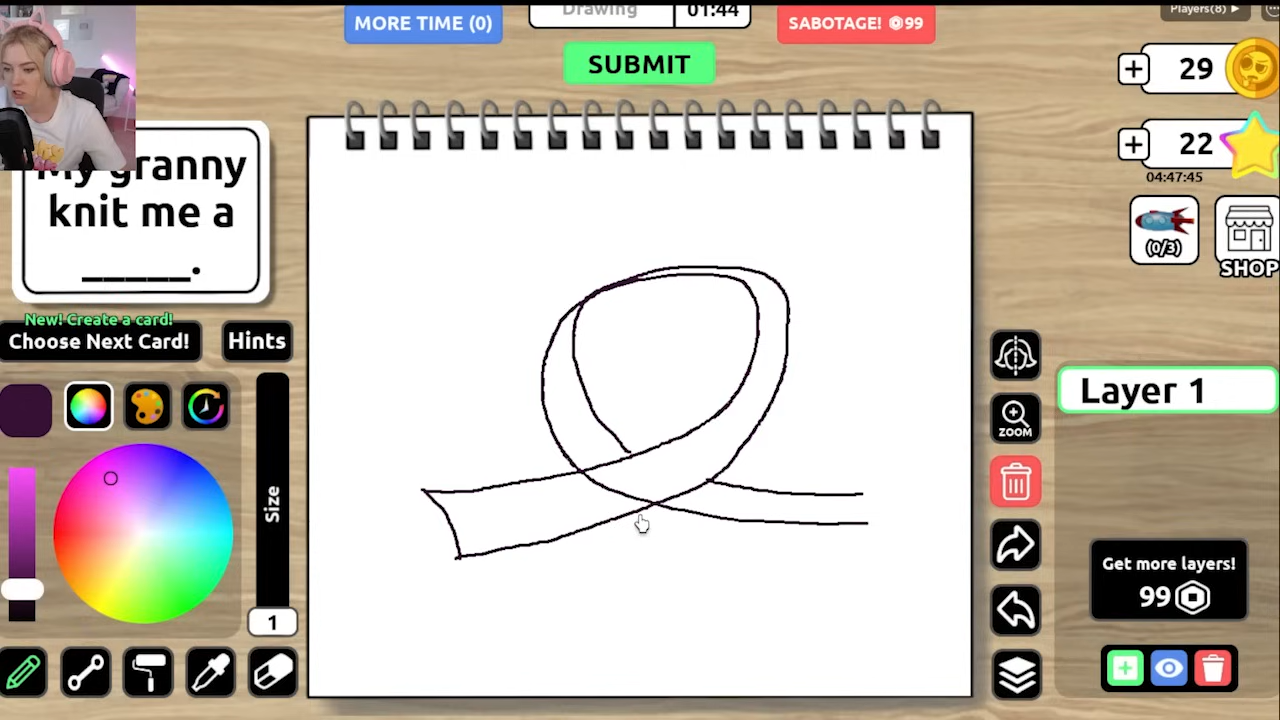 MORE TIME (0)
Drawing
01:44
SABOTAGE! 99
Players(8)
SUBMIT
29
22
04:47:45
(0/3)
SHOP
My granny
knit me a
_____.
New! Create a card!
Choose Next Card!
Hints
Size
1
ZOOM
Layer 1
Get more layers!
99